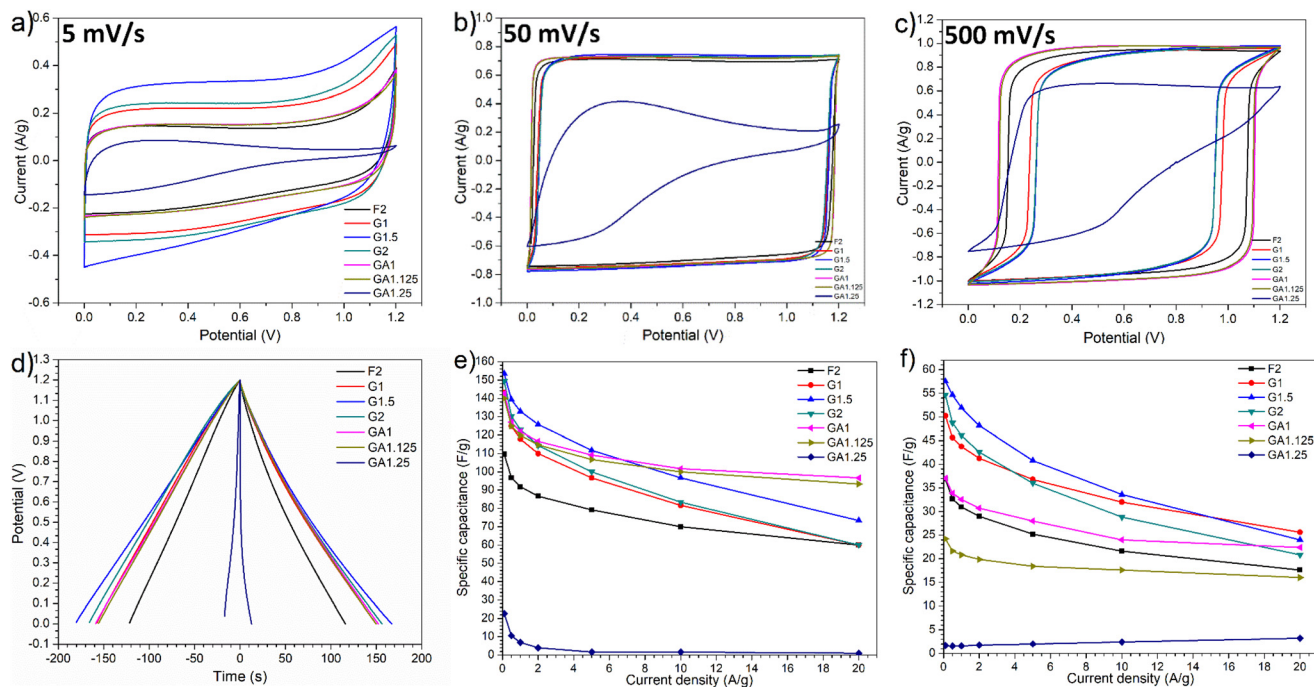 a) 5 mV/s
0.6
0.4
0.2
0.0
-0.2
-0.4
0.6
Current (A/g)
0.0 0.2 0.4 0.6 0.8 1.0 1.2
Potential (V)
F2
G1
G1.5
G2
GA1
GA1.125
GA1.25
b) 50 mV/s
1.0
0.8
0.6
0.4
0.2
0.0
-0.2
-0.4
-0.6
-0.8
-1.0
Current (A/g)
0.0 0.2 0.4 0.6 0.8 1.0 1.2
Potential (V)
F2
G1
G1.5
G2
GA1
GA1.125
GA1.25
c) 500 mV/s
1.2
1.0
0.8
0.6
0.4
0.2
0.0
-0.2
-0.4
-0.6
-0.8
-1.0
-1.2
Current (A/g)
0.0 0.2 0.4 0.6 0.8 1.0 1.2
Potential (V)
F2
G1
G1.5
G2
GA1
GA1.125
GA1.25
d)
1.3
1.2
1.1
1.0
0.9
0.8
0.7
0.6
0.5
0.4
0.3
0.2
0.1
0.0
-0.1
Potential (V)
-200 -150 -100 -50 0 50 100 150 200
Time (s)
F2
G1
G1.5
G2
GA1
GA1.125
GA1.25
e)
160
150
140
130
120
110
100
90
80
70
60
50
40
30
20
10
0
Specific capacitance (F/g)
0 2 4 6 8 10 12 14 16 18 20
Current density (A/g)
F2
G1
G1.5
G2
GA1
GA1.125
GA1.25
f)
65
60
55
50
45
40
35
30
25
20
15
10
5
0
Specific capacitance (F/g)
0 2 4 6 8 10 12 14 16 18 20
Current density (A/g)
F2
G1
G1.5
G2
GA1
GA1.125
GA1.25